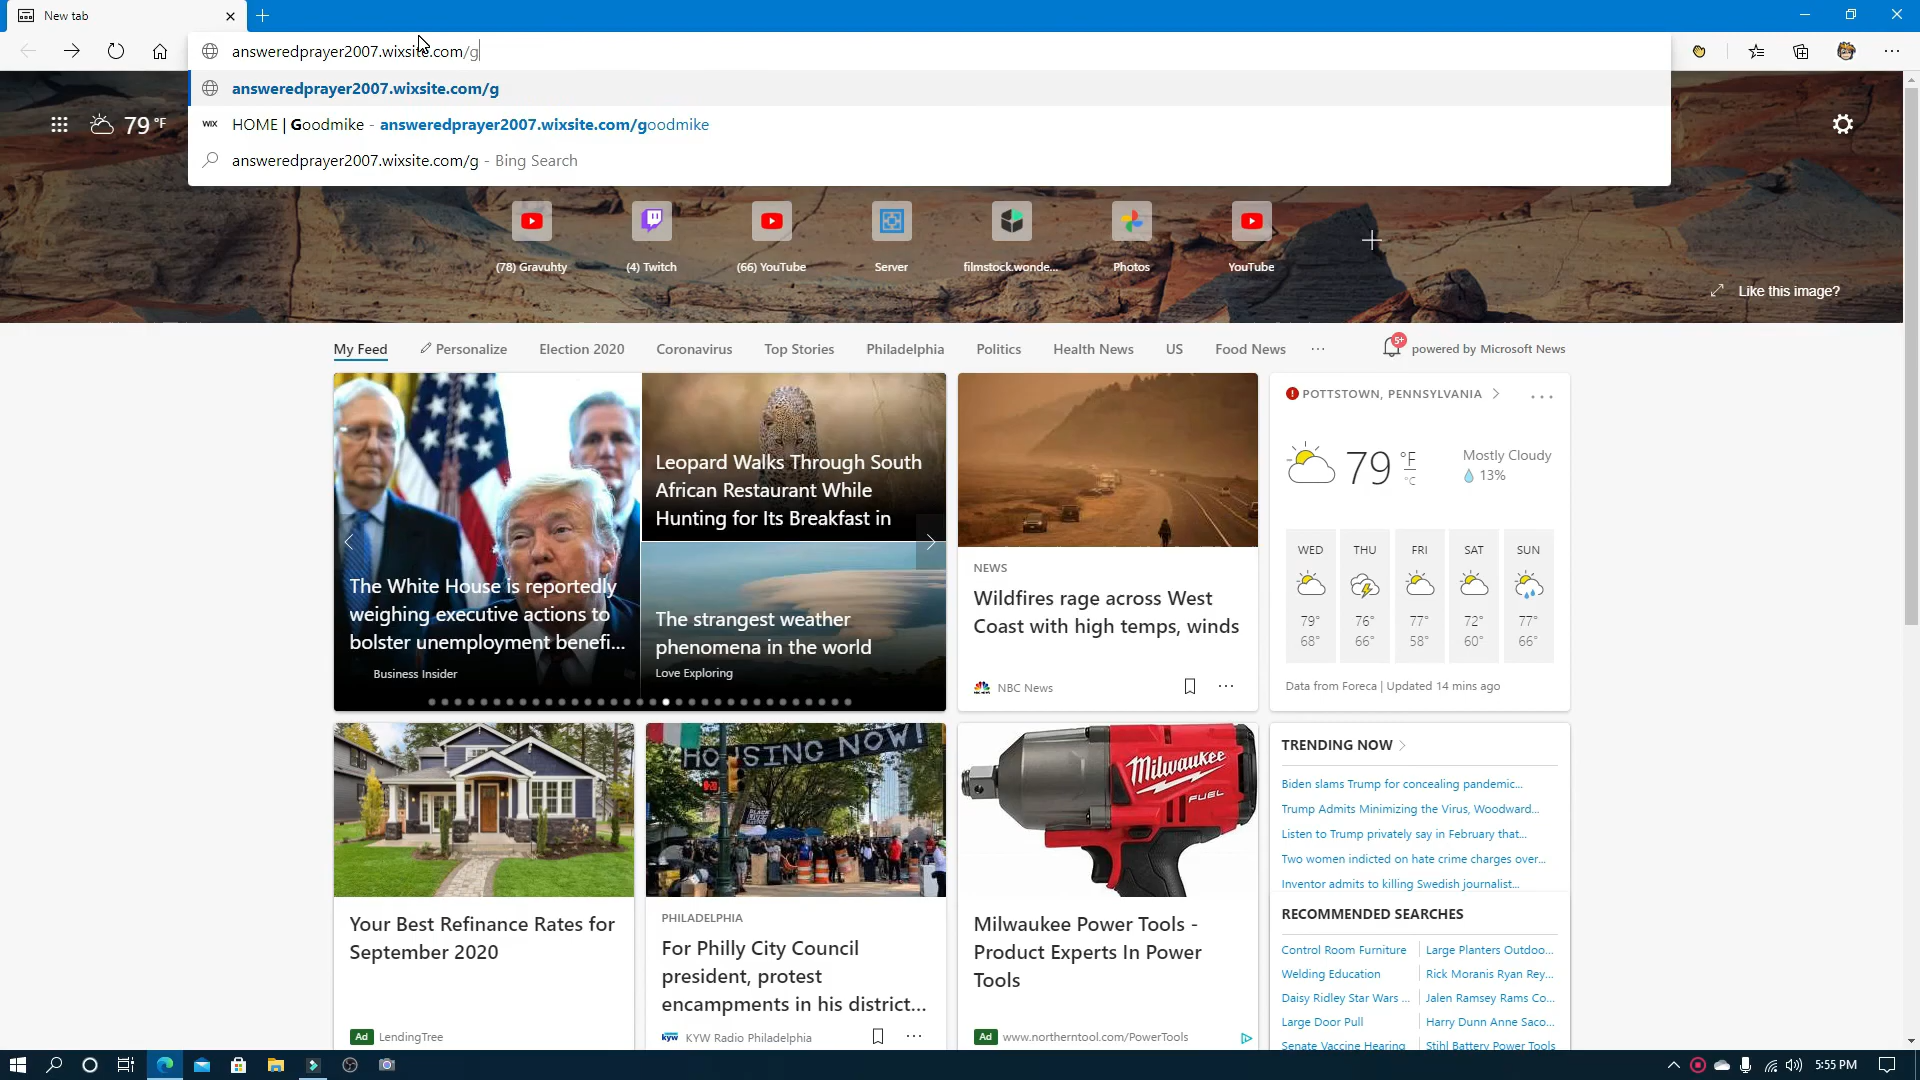 New tab
answeredprayer2007.wixsite.com/g
answeredprayer2007.wixsite.com/g
WIX HOME | Goodmike - answeredprayer2007.wixsite.com/goodmike
answeredprayer2007.wixsite.com/g - Bing Search
79 °F
(78) Gravuhty
(4) Twitch
(66) YouTube
Server
filmstock.wonde...
Photos
YouTube
Like this image?
My Feed
Personalize
Election 2020
Coronavirus
Top Stories
Philadelphia
Politics
Health News
US
Food News
...
5+
powered by Microsoft News
The White House is reportedly
weighing executive actions to
bolster unemployment benefi...
Business Insider
Leopard Walks Through South
African Restaurant While
Hunting for Its Breakfast in
The strangest weather
phenomena in the world
Love Exploring
NEWS
Wildfires rage across West
Coast with high temps, winds
NBC News
POTTSTOWN, PENNSYLVANIA
79 °F
°C
Mostly Cloudy
13%
WED THU FRI SAT SUN
79° 76° 77° 72° 77°
68° 66° 58° 60° 66°
Data from Foreca | Updated 14 mins ago
Your Best Refinance Rates for
September 2020
Ad LendingTree
HOUSING NOW!
PHILADELPHIA
For Philly City Council
president, protest
encampments in his district...
kyw KYW Radio Philadelphia
Milwaukee
FUEL
Milwaukee Power Tools -
Product Experts In Power
Tools
Ad www.northerntool.com/PowerTools
TRENDING NOW
Biden slams Trump for concealing pandemic...
Trump Admits Minimizing the Virus, Woodward...
Listen to Trump privately say in February that...
Two women indicted on hate crime charges over...
Inventor admits to killing Swedish journalist...
RECOMMENDED SEARCHES
Control Room Furniture
Large Planters Outdoo...
Welding Education
Rick Moranis Ryan Rey...
Daisy Ridley Star Wars ...
Jalen Ramsey Rams Co...
Large Door Pull
Harry Dunn Anne Saco...
Senate Vaccine Hearing
Stihl Battery Power Tools
5:55 PM